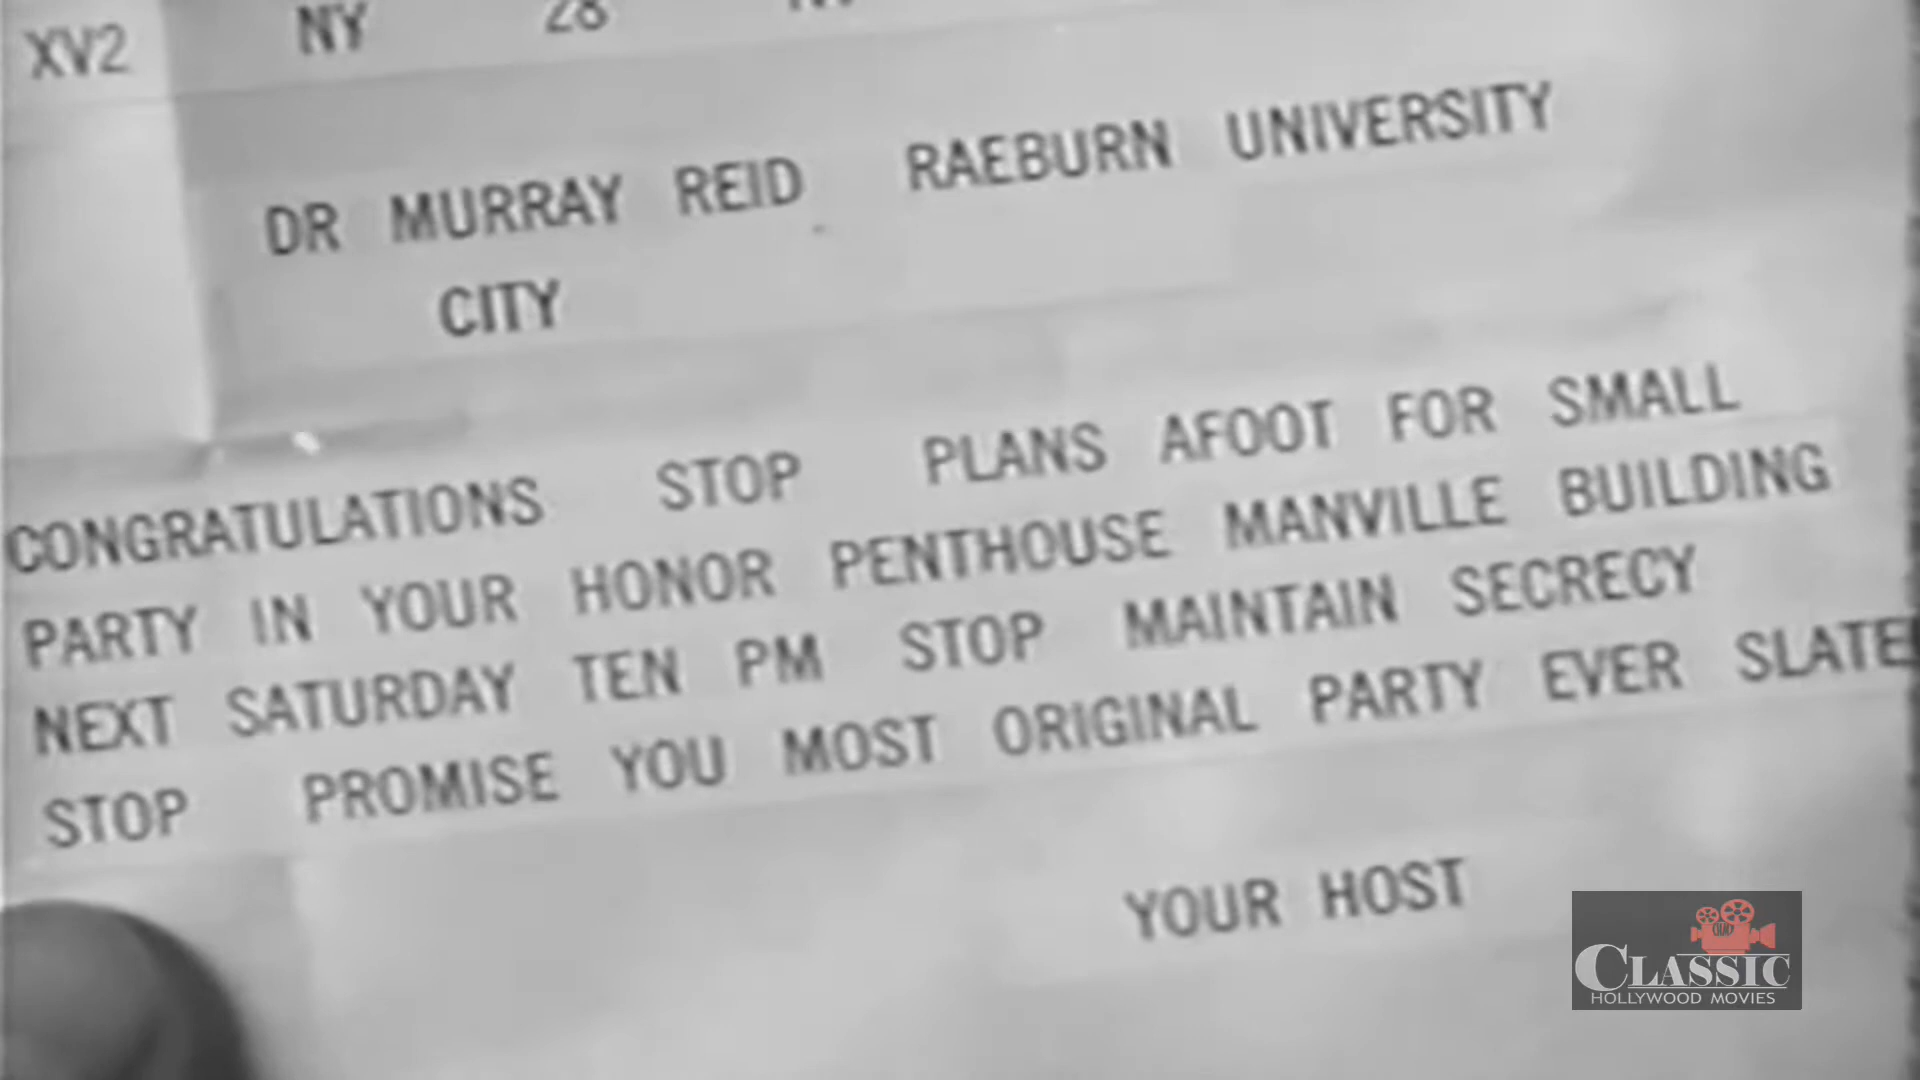 XV2 NY 28
DR MURRAY REID RAEBURN UNIVERSITY
CITY
CONGRATULATIONS STOP PLANS AFOOT FOR SMALL
PARTY IN YOUR HONOR PENTHOUSE MANVILLE BUILDING
NEXT SATURDAY TEN PM STOP MAINTAIN SECRECY
STOP PROMISE YOU MOST ORIGINAL PARTY EVER
YOUR HOST
CLASSIC
HOLLYWOOD MOVIES